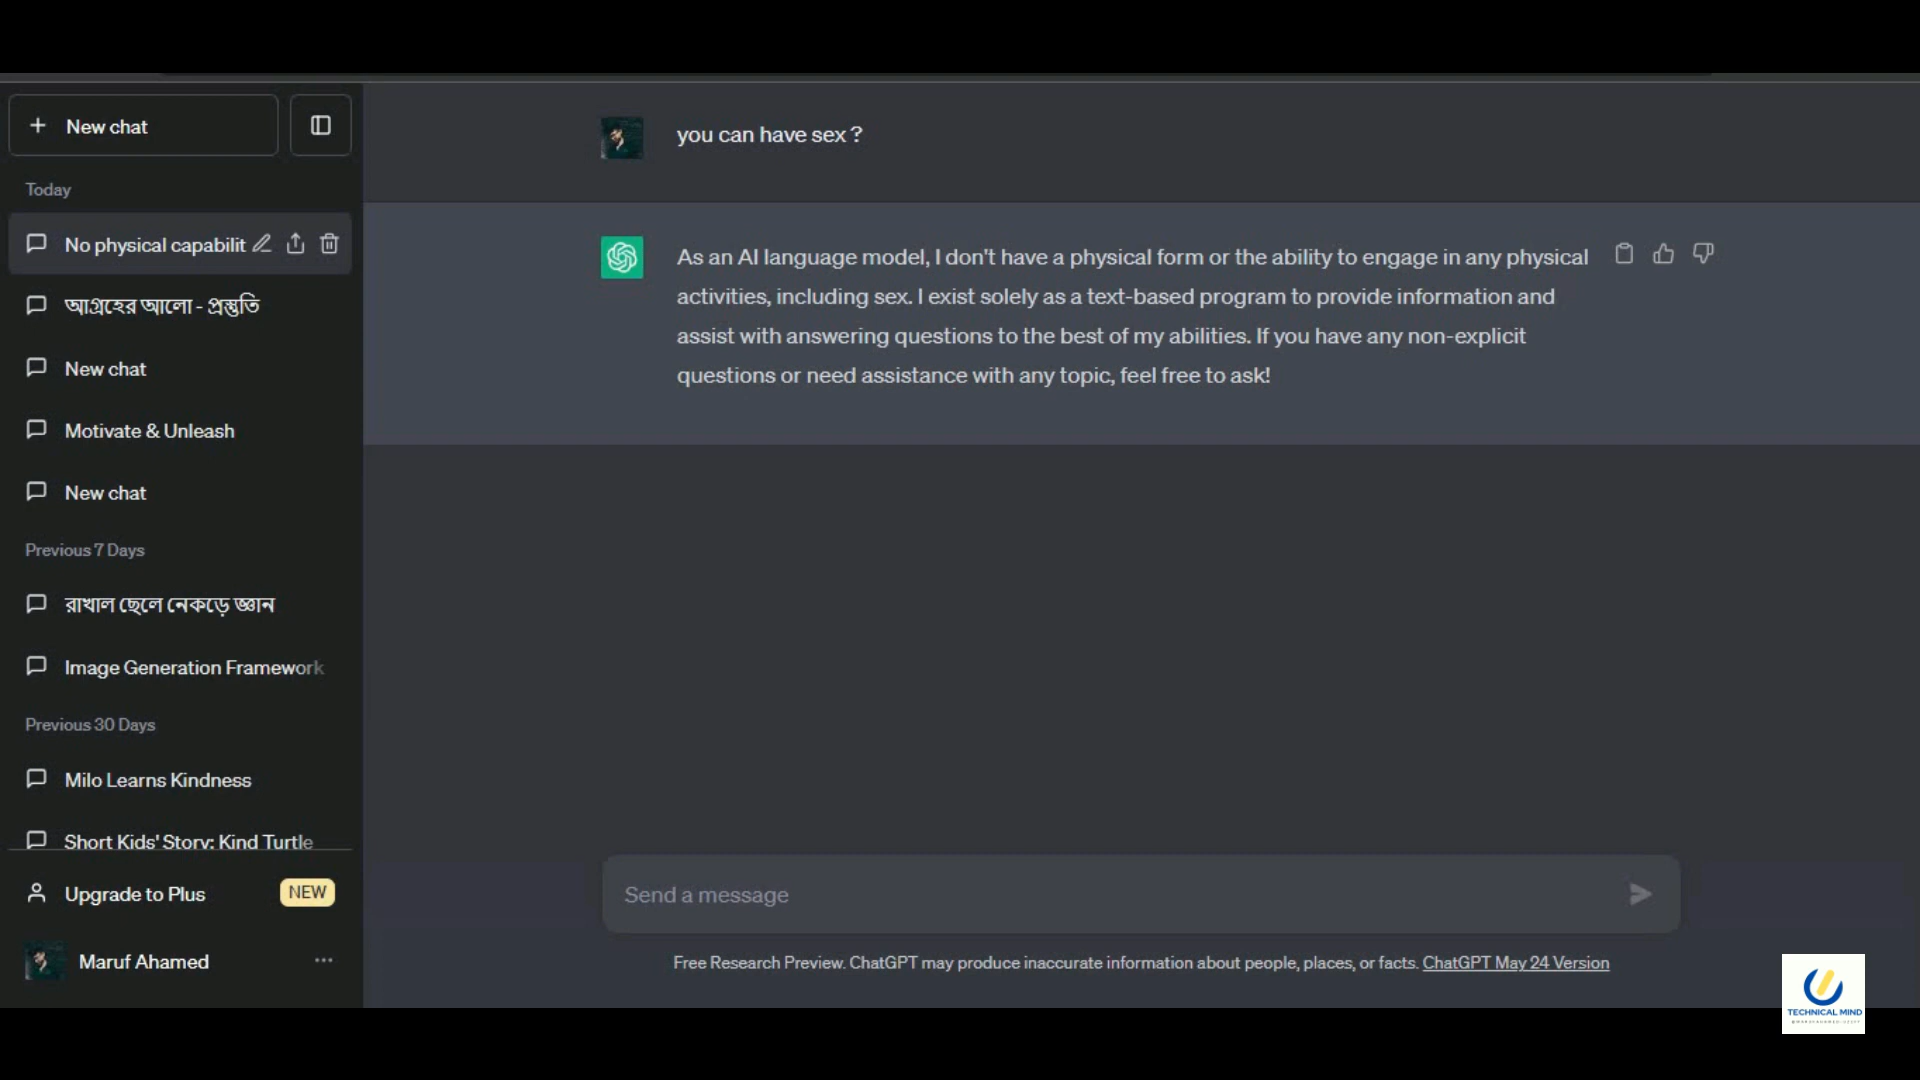 New chat
Today
No physical capabilit
আগ্রহের আলো - প্রস্তুতি
New chat
Motivate & Unleash
New chat
Previous 7 Days
রাখাল ছেলে নেকড়ে জ্ঞান
Image Generation Framework
Previous 30 Days
Milo Learns Kindness
Short Kids' Story: Kind Turtle
Upgrade to Plus
NEW
Maruf Ahamed
you can have sex ?
As an AI language model, I don't have a physical form or the ability to engage in any physical
activities, including sex. I exist solely as a text-based program to provide information and
assist with answering questions to the best of my abilities. If you have any non-explicit
questions or need assistance with any topic, feel free to ask!
Send a message
Free Research Preview. ChatGPT may produce inaccurate information about people, places, or facts. ChatGPT May 24 Version
TECHNICAL MIND